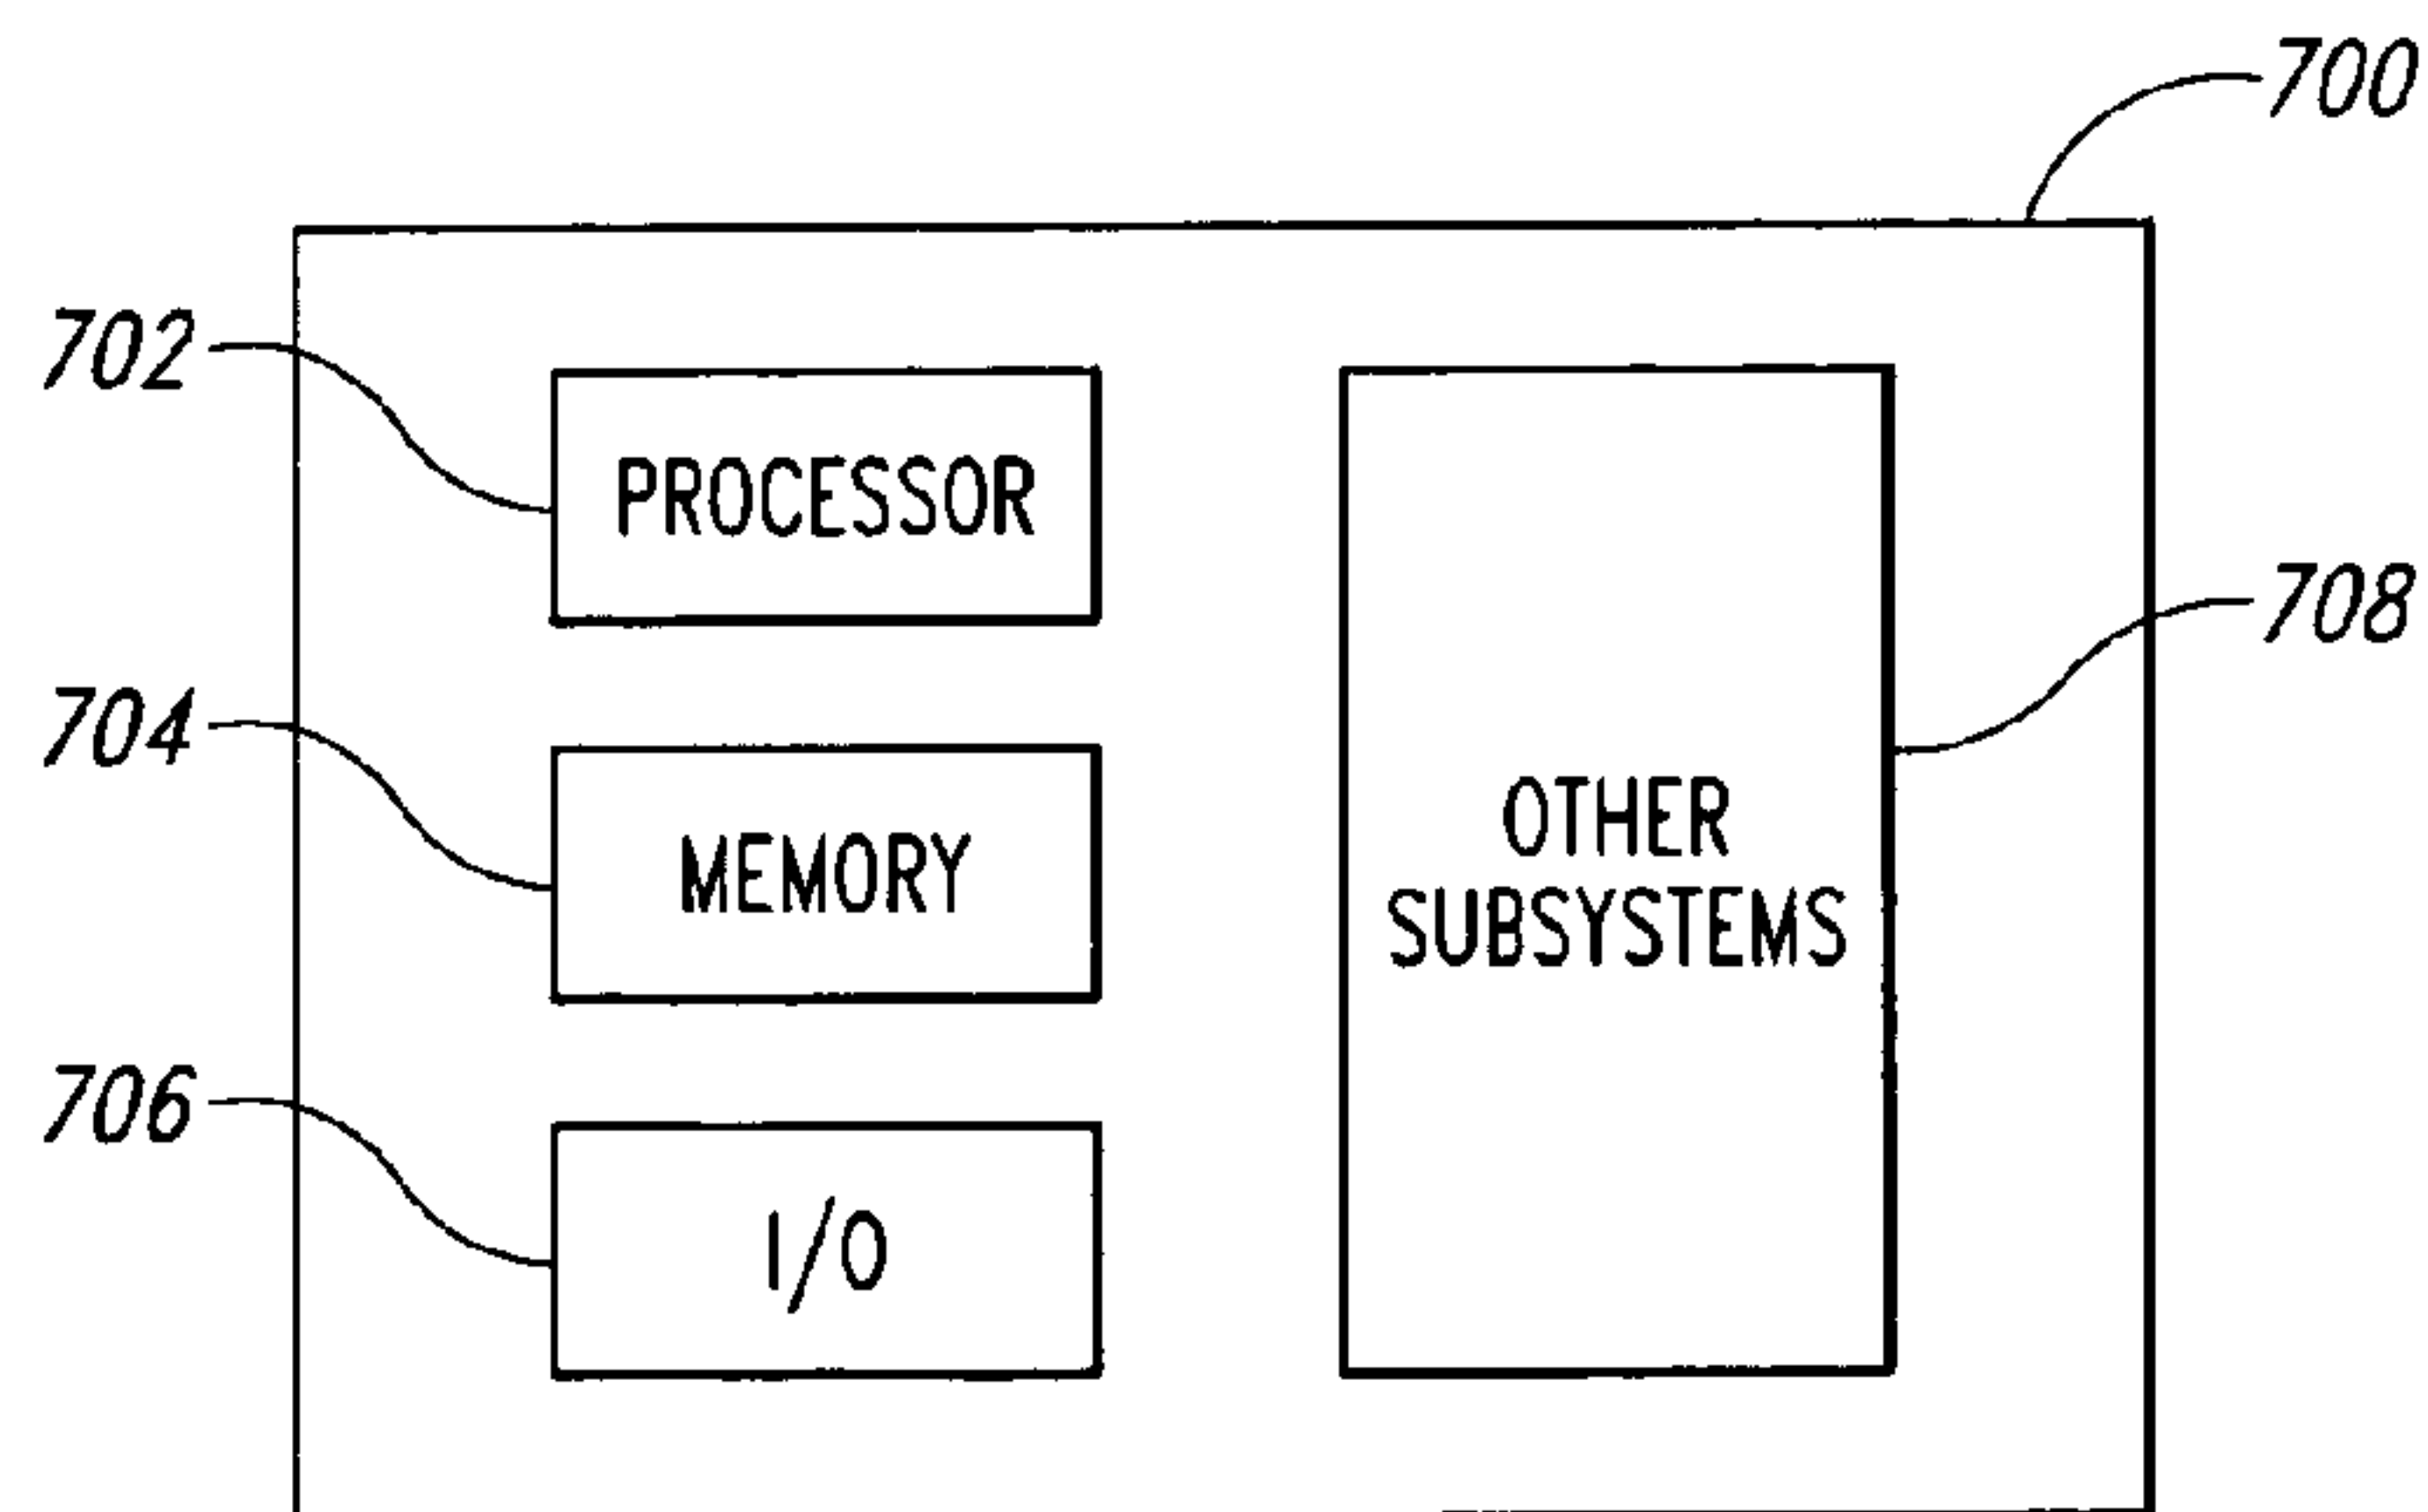 700
702
PROCESSOR
708
704
MEMORY
OTHER
SUBSYSTEMS
706
I/O